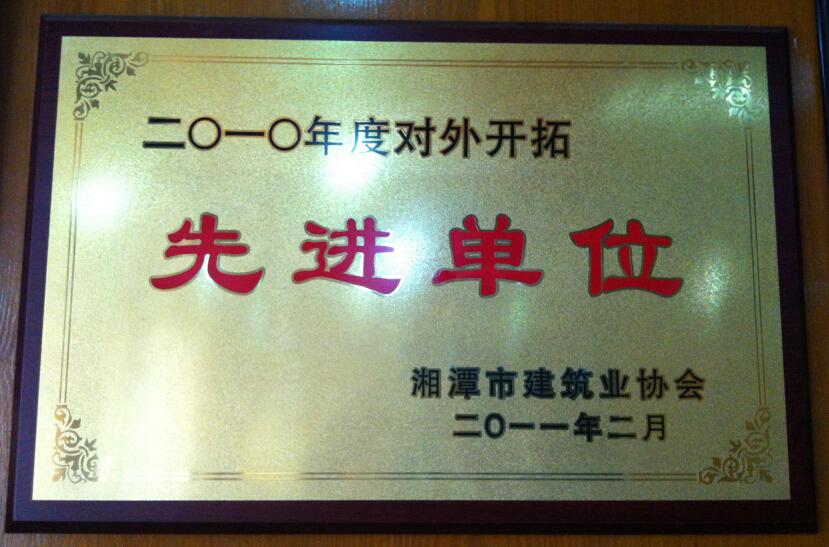 二〇一〇年度对外开拓
先进单位
湘潭市建筑业协会
二〇一一年二月